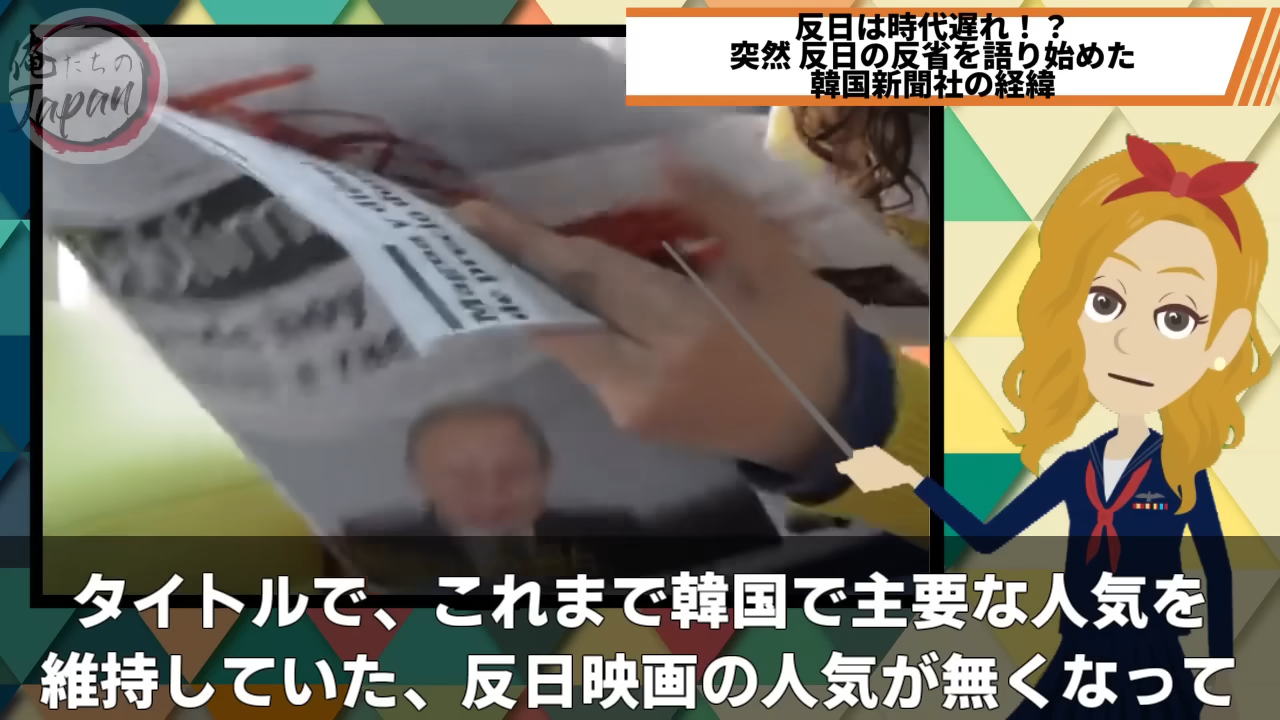 俺たちの
Japan
反日は時代遅れ！？
突然 反日の反省を語り始めた
韓国新聞社の経緯
タイトルで、これまで韓国で主要な人気を
維持していた、反日映画の人気が無くなって